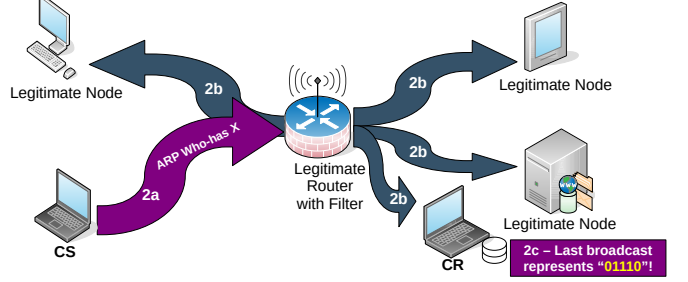 Legitimate Node
2b
2b
Legitimate Node
ARP Who-has X
2b
Legitimate
Router
with Filter
2a
2b
WWW
Legitimate Node
CS
CR
2c – Last broadcast
represents “01110”!